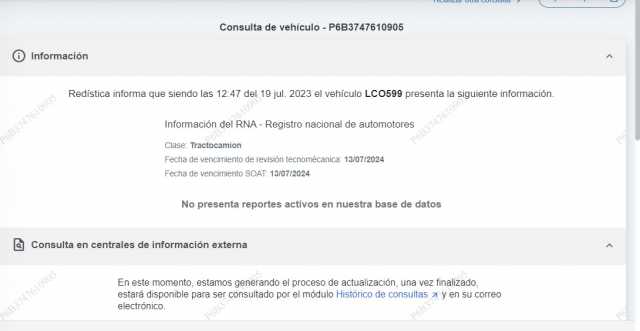 Realizar otra consulta
Consulta de vehículo - P6B3747610905
Información
Redística informa que siendo las 12:47 del 19 jul. 2023 el vehículo LCO599 presenta la siguiente información.
Información del RNA - Registro nacional de automotores
Clase: Tractocamion
Fecha de vencimiento de revisión tecnomécanica: 13/07/2024
Fecha de vencimiento SOAT: 13/07/2024
No presenta reportes activos en nuestra base de datos
Consulta en centrales de información externa
En este momento, estamos generando el proceso de actualización, una vez finalizado,
estará disponible para ser consultado por el módulo Histórico de consultas y en su correo
electrónico.